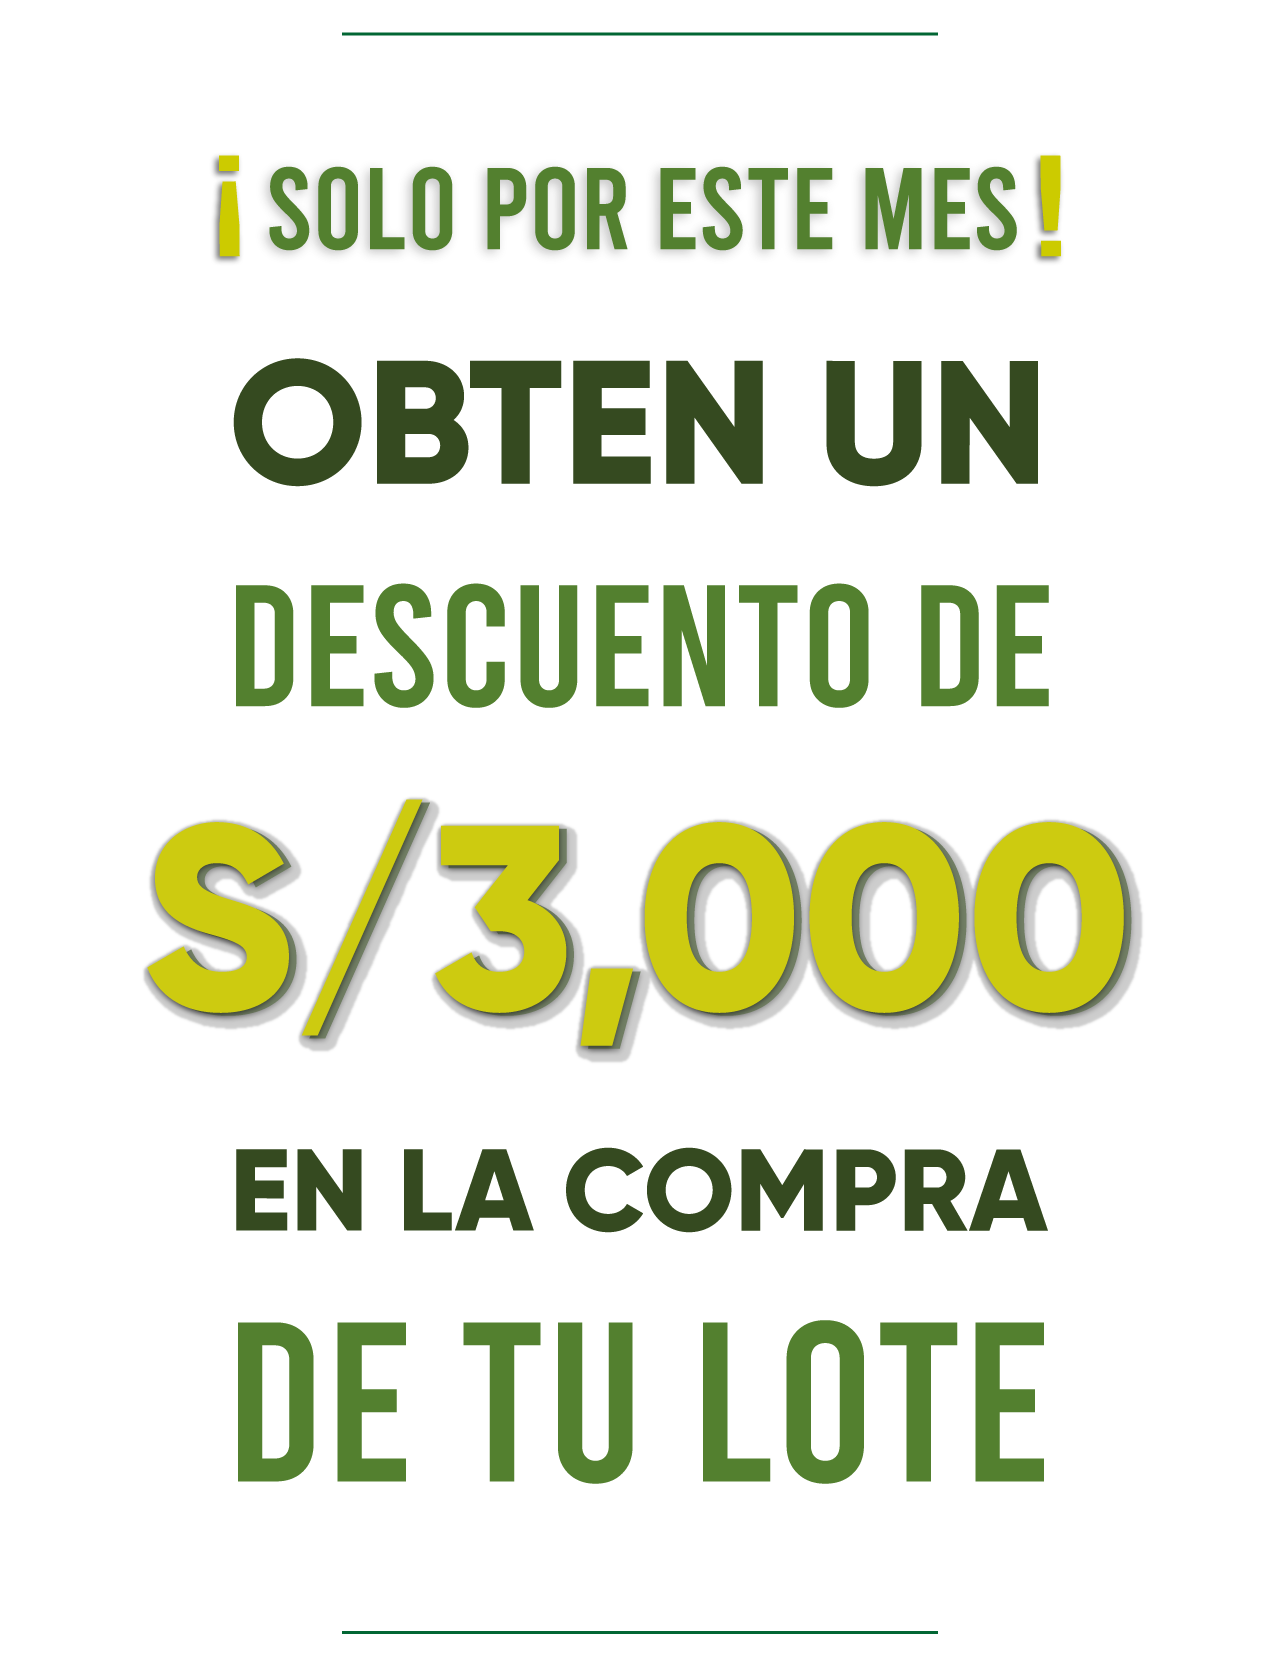 ¡SOLO POR ESTE MES!
OBTEN UN
DESCUENTO DE
S/3,000
EN LA COMPRA
DE TU LOTE